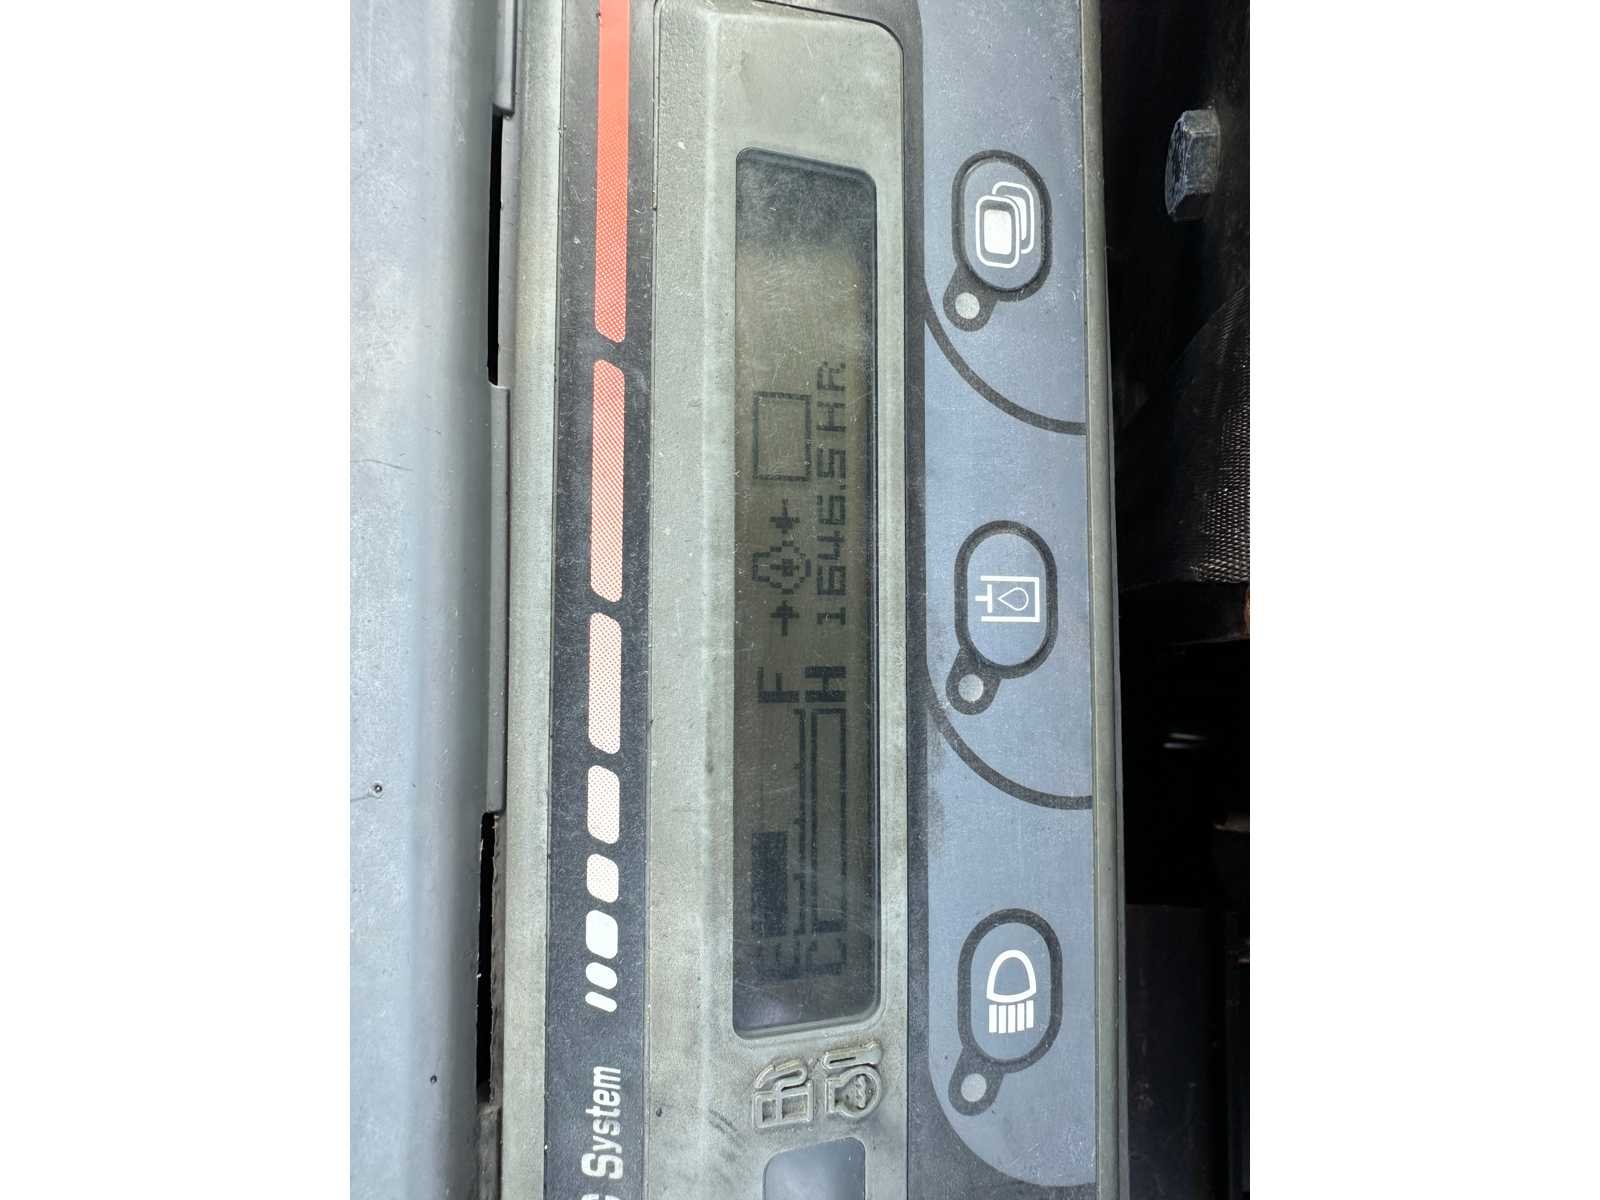 System
E F
C H 1646.5HR